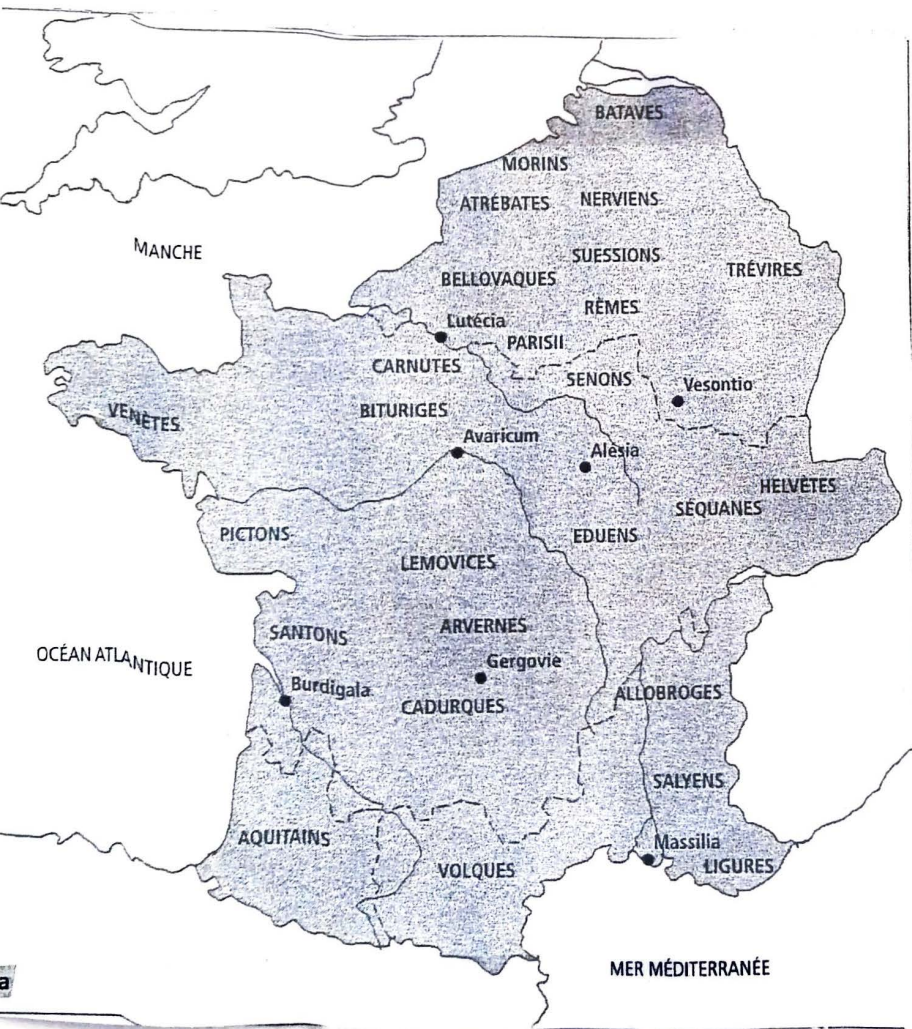 BATAVES
MORINS
ATRÉBATES
NERVIENS
MANCHE
SUESSIONS
BELLOVAQUES
TRÉVIRES
RÈMES
Lutécia
PARISII
CARNUTES
SENONS
Vesontio
VENÈTES
BITURIGES
Avaricum
Alésia
HELVÈTES
SÉQUANES
PICTONS
EDUENS
LEMOVICES
SANTONS
ARVERNES
OCÉAN ATLANTIQUE
Gergovie
Burdigala
ALLOBROGES
CADURQUES
SALYENS
AQUITAINS
Massilia
VOLQUES
LIGURES
MER MÉDITERRANÉE
a